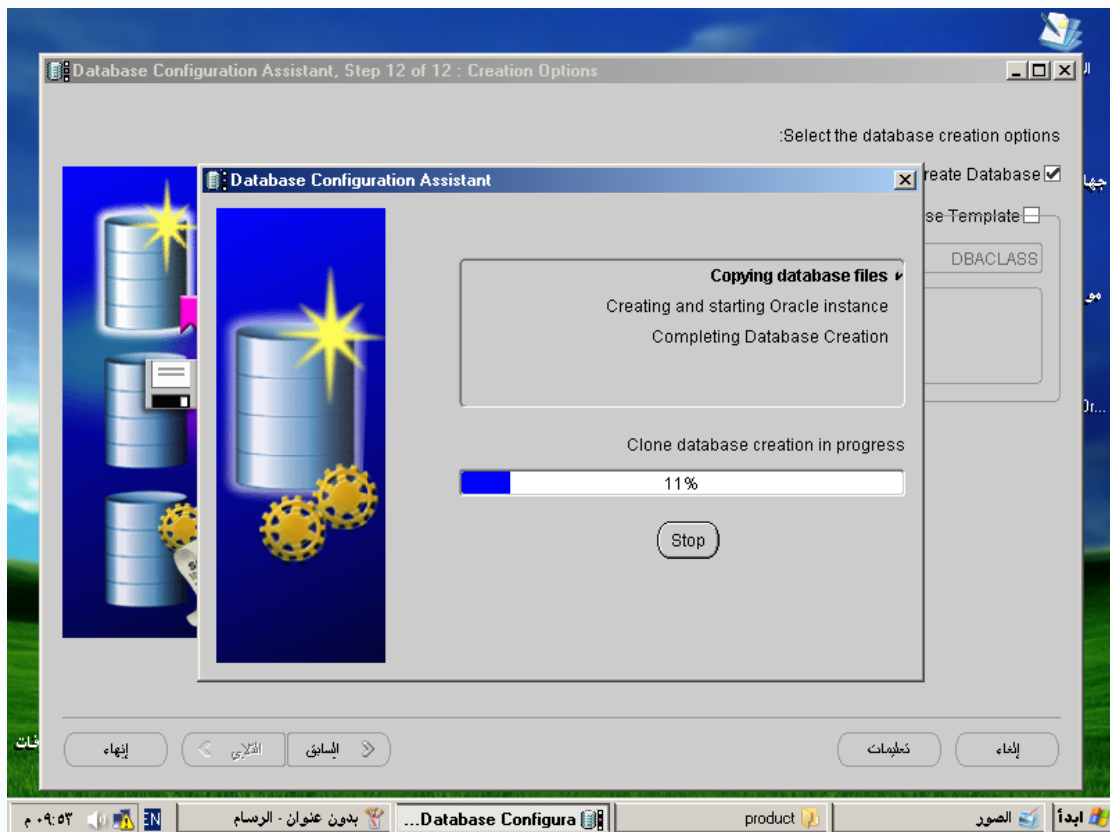 Database Configuration Assistant, Step 12 of 12 : Creation Options
:Select the database creation options
reate Database
se Template
DBACLASS
Database Configuration Assistant
Copying database files
Creating and starting Oracle instance
Completing Database Creation
Clone database creation in progress
11%
Stop
إلغاء
تعليمات
السابق
التالي
إنهاء
ابدأ
الصور
product
...Database Configura
بدون عنوان - الرسام
EN
٠٩:٥٣ م